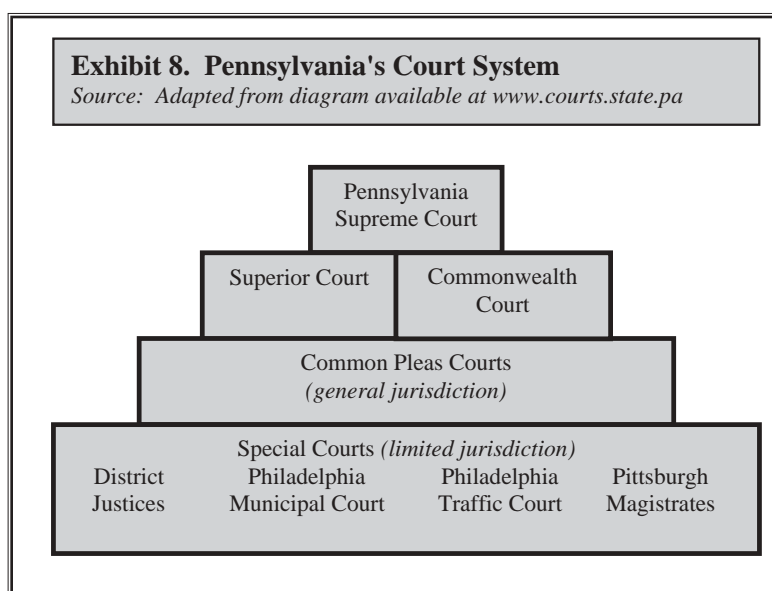 Exhibit 8.  Pennsylvania's Court System
Source:  Adapted from diagram available at www.courts.state.pa
Pennsylvania
Supreme Court
Superior Court
Commonwealth
Court
Common Pleas Courts
(general jurisdiction)
Special Courts (limited jurisdiction)
District
Justices
Philadelphia
Municipal Court
Philadelphia
Traffic Court
Pittsburgh
Magistrates